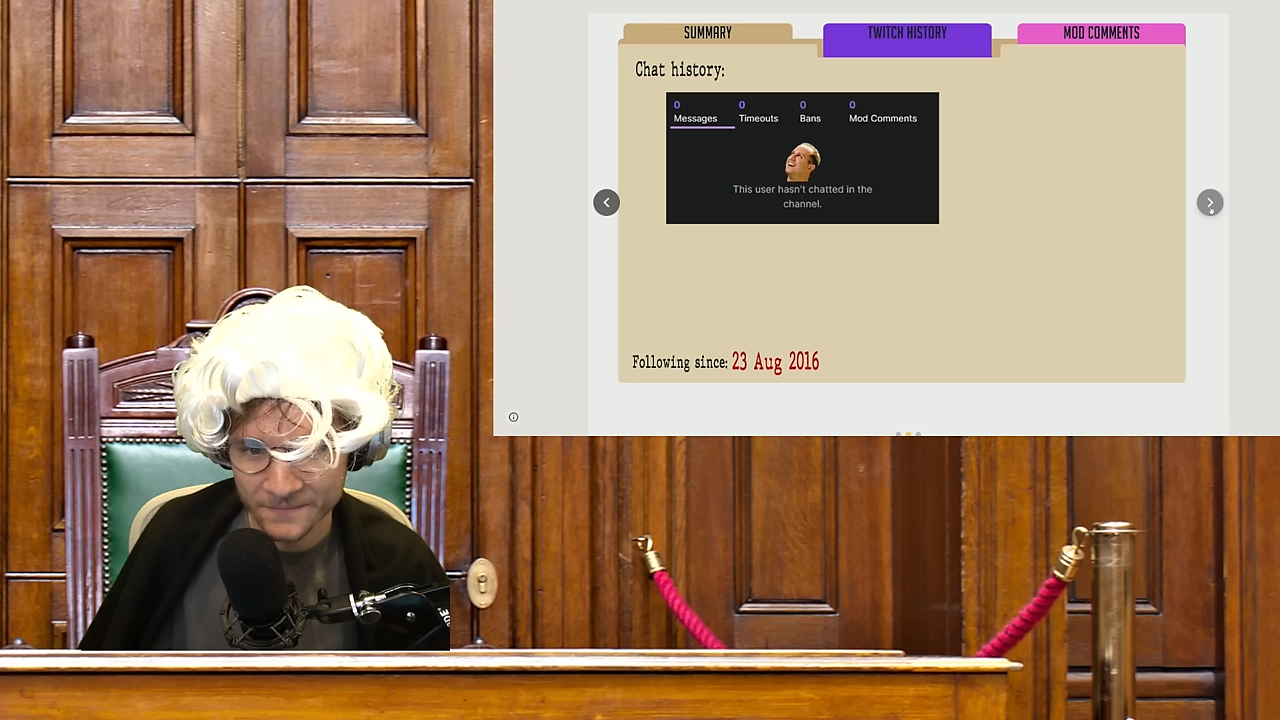 SUMMARY
TWITCH HISTORY
MOD COMMENTS
Chat history:
0 0 0 0
Messages Timeouts Bans Mod Comments
This user hasn't chatted in the
channel.
Following since: 23 Aug 2016